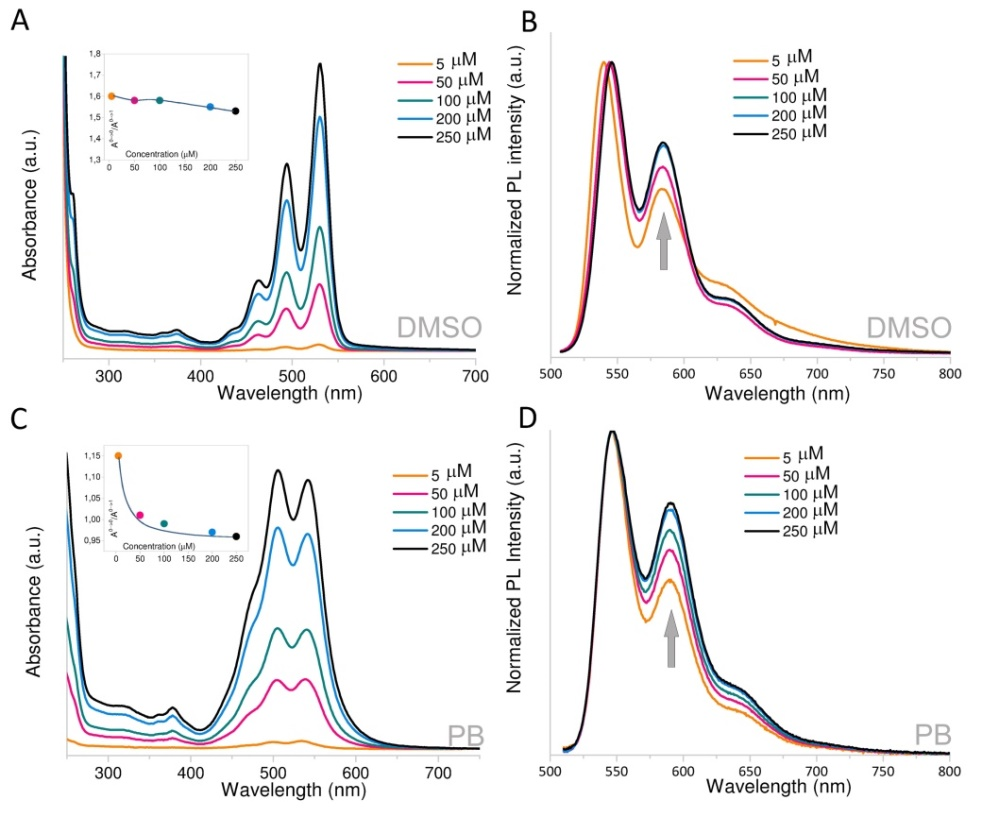 A
B
1,8
1,7
1,6
1,5
1,4
1,3
A⁰⁻⁰/A⁰⁻¹
Concentration (µM)
0 50 100 150 200 250
5 µM
50 µM
100 µM
200 µM
250 µM
Absorbance (a.u.)
DMSO
300 400 500 600 700
Wavelength (nm)
Normalized PL intensity (a.u.)
5 µM
50 µM
100 µM
200 µM
250 µM
DMSO
500 550 600 650 700 750 800
Wavelength (nm)
C
D
1,15
1,10
1,05
1,00
0,95
A⁰⁻⁰/A⁰⁻¹
Concentration (µM)
0 50 100 150 200 250
5 µM
50 µM
100 µM
200 µM
250 µM
Absorbance (a.u.)
PB
300 400 500 600 700
Wavelength (nm)
Normalized PL Intensity (a.u.)
5 µM
50 µM
100 µM
200 µM
250 µM
PB
500 550 600 650 700 750 800
Wavelength (nm)